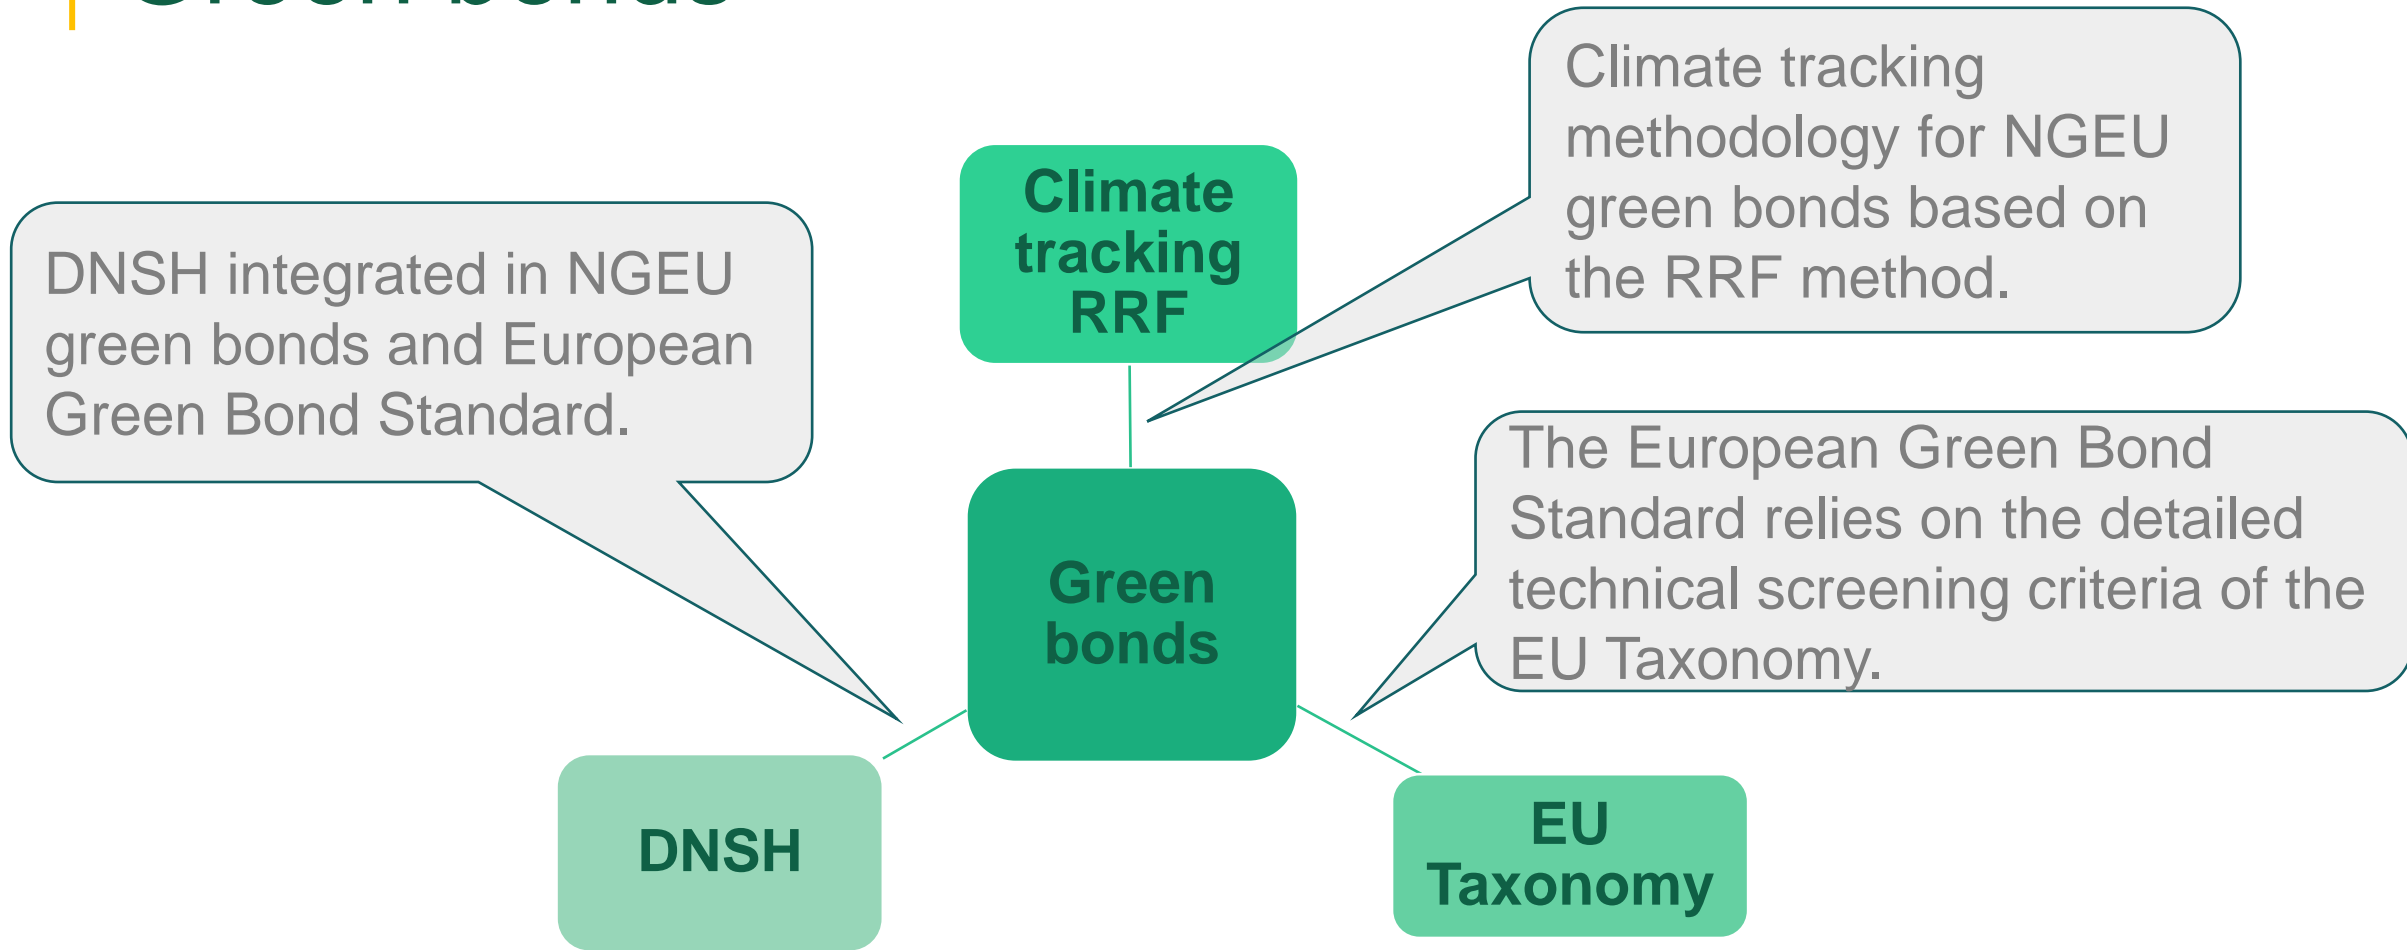 Green bonds
Climate tracking
methodology for NGEU
green bonds based on
the RRF method.
Climate
tracking
RRF
DNSH integrated in NGEU
green bonds and European
Green Bond Standard.
The European Green Bond
Standard relies on the detailed
technical screening criteria of the
EU Taxonomy.
Green
bonds
DNSH
EU
Taxonomy